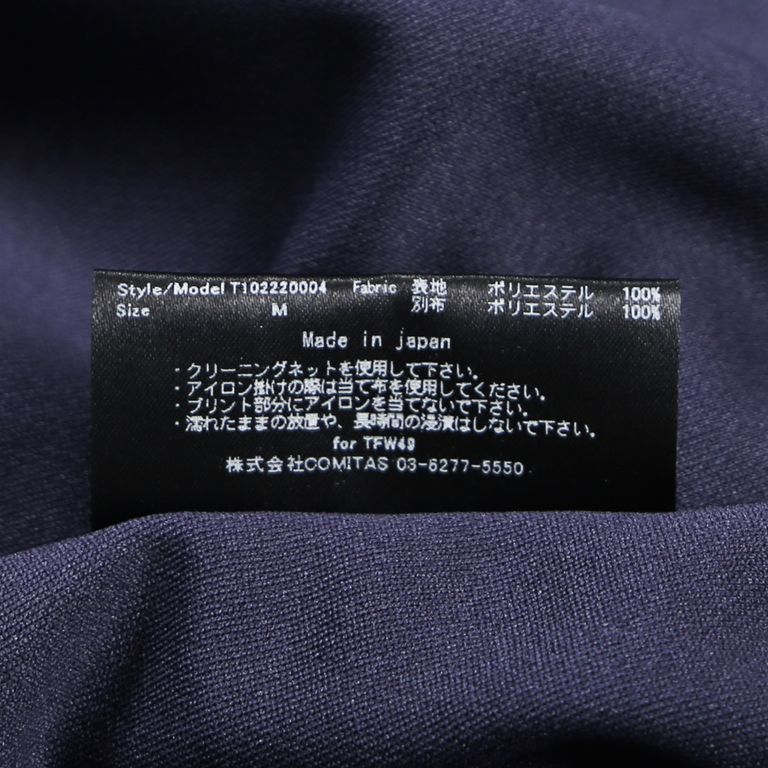 Style/Model T102220004 Fabric 表地 ポリエステル 100%
Size M 別布 ポリエステル 100%
Made in japan
・クリーニングネットを使用して下さい。
・アイロン掛けの際は当て布を使用してください。
・プリント部分にアイロンを当てないで下さい。
・濡れたままの放置や、長時間の浸漬はしないで下さい。
for TFW49
株式会社COMITAS 03-6277-5550